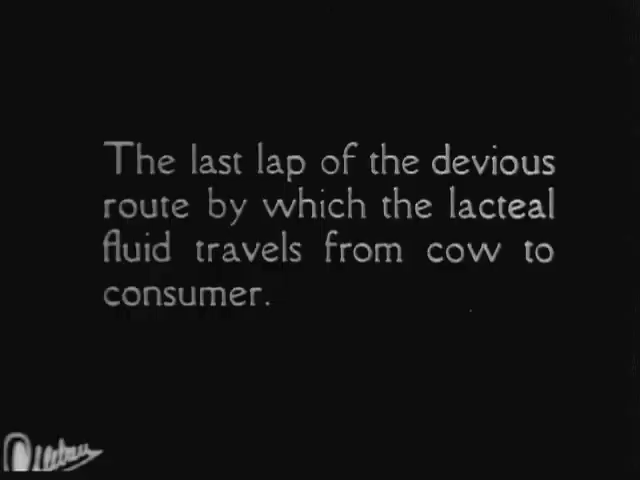 The last lap of the devious
route by which the lacteal
fluid travels from cow to
consumer.